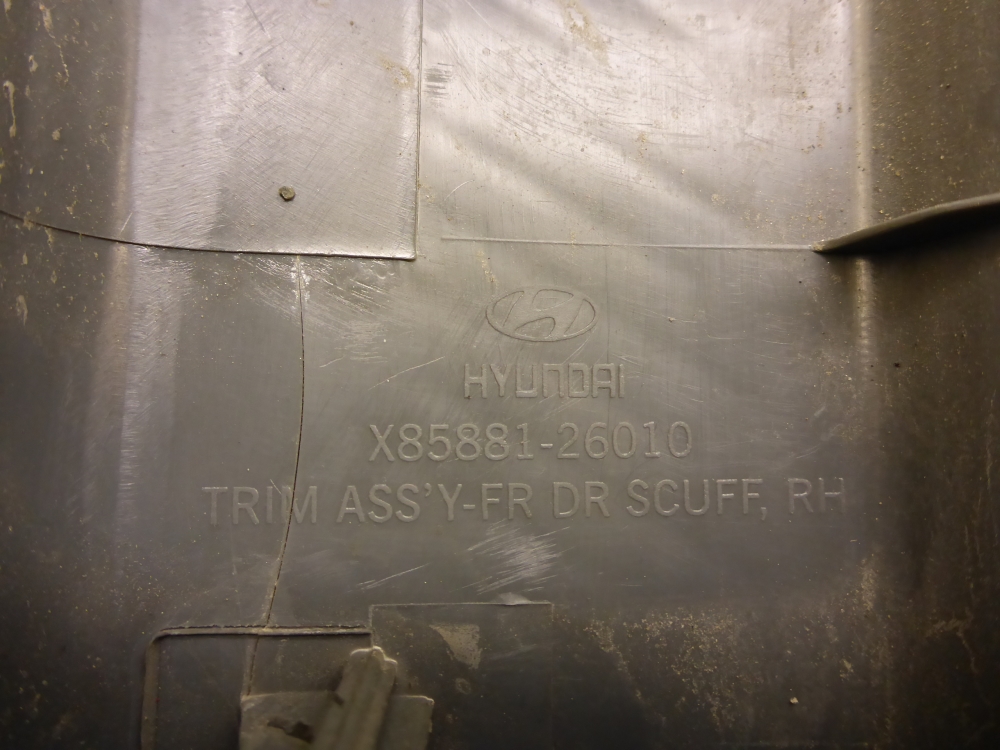 HYUNDAI
X85881-26010
TRIM ASS'Y-FR DR SCUFF, RH